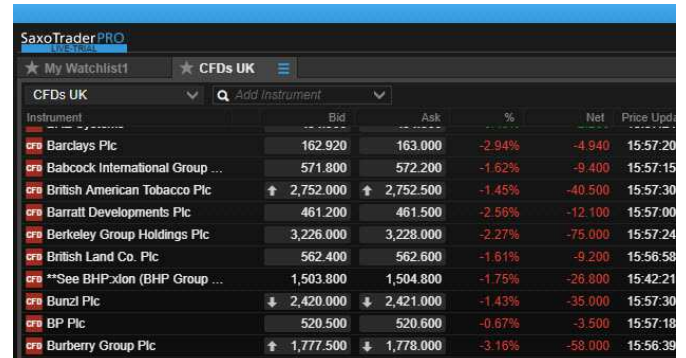 SaxoTraderPRO
LIVE-TRIAL
My Watchlist1 CFDs UK
CFDs UK Add Instrument
Instrument Bid Ask % Net Price Upda
CFD Barclays Plc 162.920 163.000 -2.94% -4.940 15:57:20
CFD Babcock International Group ... 571.800 572.200 -1.62% -9.400 15:57:15
CFD British American Tobacco Plc 2,752.000 2,752.500 -1.45% -40.500 15:57:30
CFD Barratt Developments Plc 461.200 461.500 -2.56% -12.100 15:57:00
CFD Berkeley Group Holdings Plc 3,226.000 3,228.000 -2.27% -75.000 15:57:24
CFD British Land Co. Plc 562.400 562.600 -1.61% -9.200 15:56:58
CFD **See BHP:xlon (BHP Group ... 1,503.800 1,504.800 -1.75% -26.800 15:42:21
CFD Bunzl Plc 2,420.000 2,421.000 -1.43% -35.000 15:57:30
CFD BP Plc 520.500 520.600 -0.67% -3.500 15:57:18
CFD Burberry Group Plc 1,777.500 1,778.000 -3.16% -58.000 15:56:39